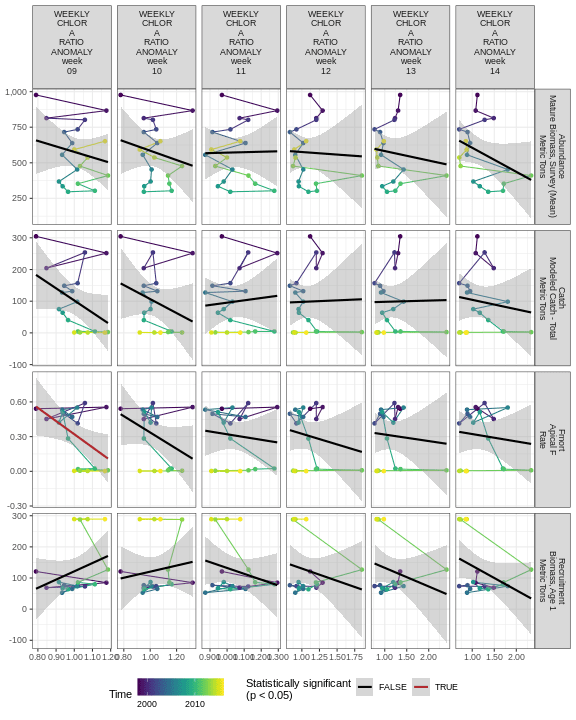 WEEKLY
CHLOR
A
RATIO
ANOMALY
week
09
WEEKLY
CHLOR
A
RATIO
ANOMALY
week
10
WEEKLY
CHLOR
A
RATIO
ANOMALY
week
11
WEEKLY
CHLOR
A
RATIO
ANOMALY
week
12
WEEKLY
CHLOR
A
RATIO
ANOMALY
week
13
WEEKLY
CHLOR
A
RATIO
ANOMALY
week
14
1,000
750
500
250
Abundance
Mature Biomass, Survey (Mean)
Metric Tons
300
200
100
0
-100
Catch
Modeled Catch - Total
Metric Tons
0.60
0.30
0.00
-0.30
Fmort
Apical F
Rate
300
200
100
0
-100
Recruitment
Biomass, Age 1
Metric Tons
0.80 0.90 1.00 1.10 1.20
0.80 1.00 1.20
0.90 1.00 1.10 1.20 1.30
1.00 1.25 1.50 1.75
1.00 1.50 2.00
1.00 1.50 2.00
Time
2000 2010
Statistically significant
(p < 0.05)
FALSE
TRUE